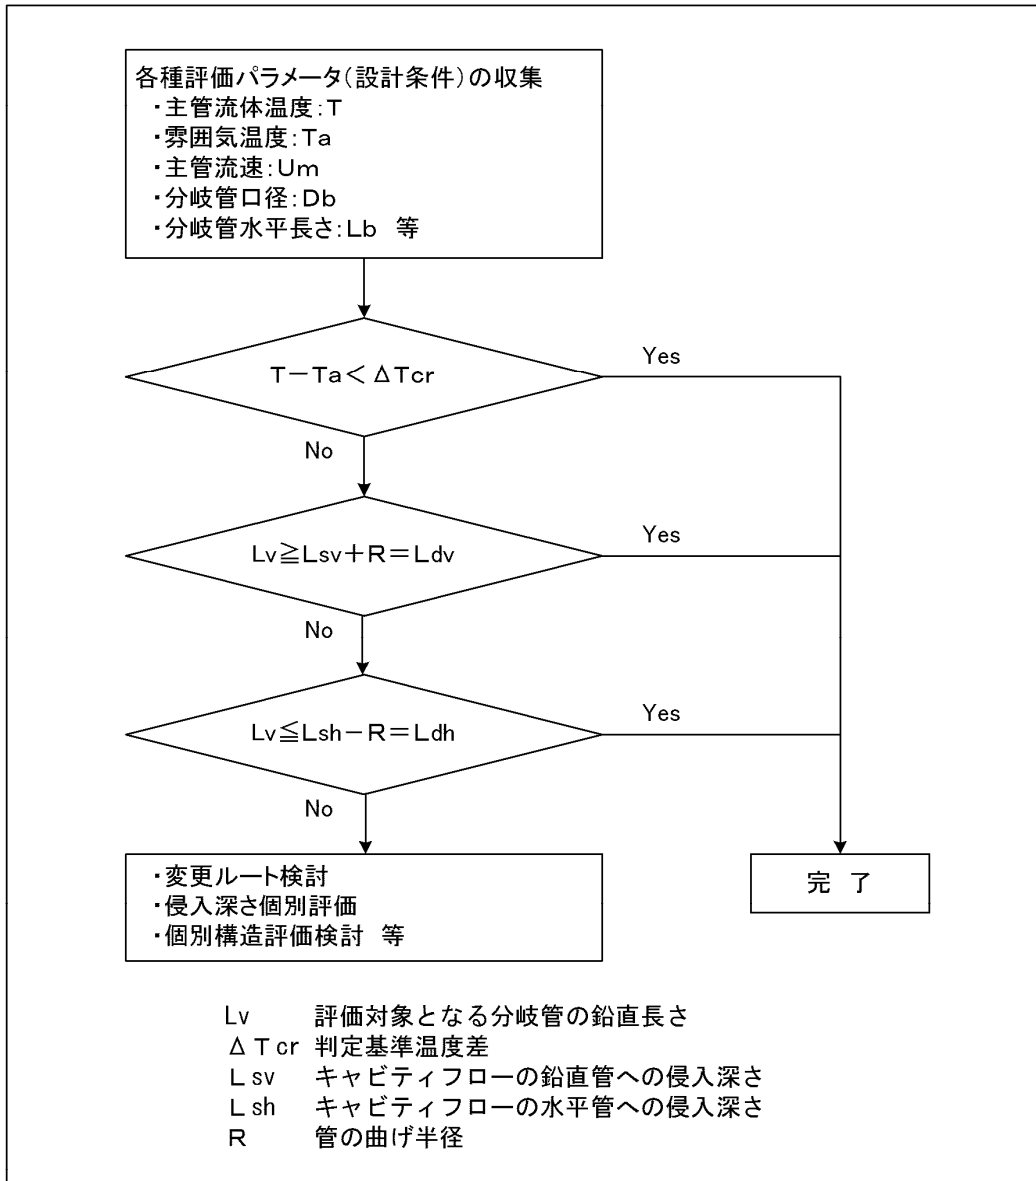 各種評価パラメータ(設計条件)の収集
・主管流体温度:T
・雰囲気温度:Ta
・主管流速:Um
・分岐管口径:Db
・分岐管水平長さ:Lb 等
T-Ta<ΔTcr
Yes
No
Lv≧Lsv+R=Ldv
Yes
No
Lv≦Lsh-R=Ldh
Yes
No
・変更ルート検討
・侵入深さ個別評価
・個別構造評価検討 等
完 了
Lv 評価対象となる分岐管の鉛直長さ
ΔTcr 判定基準温度差
Lsv キャビティフローの鉛直管への侵入深さ
Lsh キャビティフローの水平管への侵入深さ
R 管の曲げ半径